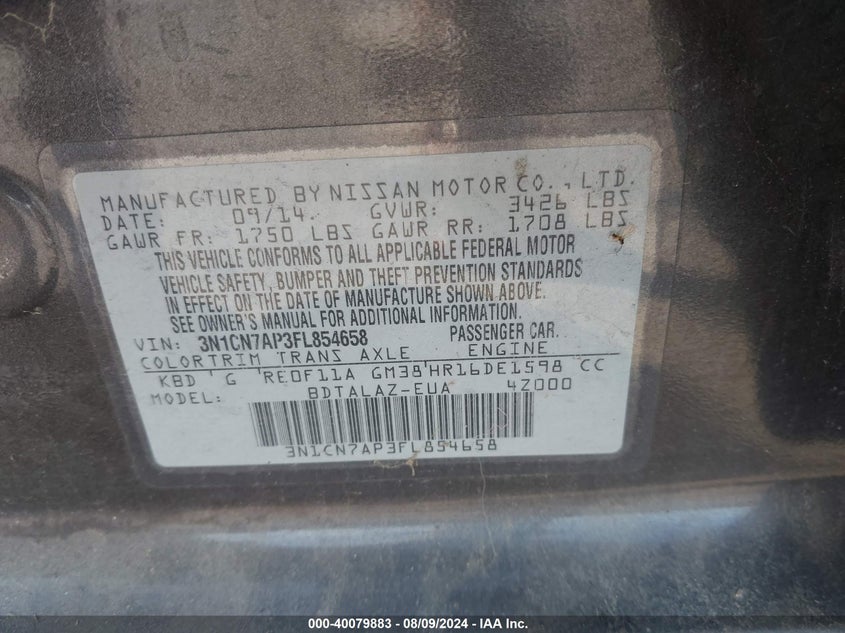 MANUFACTURED BY NISSAN MOTOR CO., LTD.
DATE: 09/14 GVWR: 3426 LBS
GAWR FR: 1750 LBS GAWR RR: 1708 LBS
THIS VEHICLE CONFORMS TO ALL APPLICABLE FEDERAL MOTOR
VEHICLE SAFETY, BUMPER AND THEFT PREVENTION STANDARDS
IN EFFECT ON THE DATE OF MANUFACTURE SHOWN ABOVE.
SEE OWNER'S MANUAL FOR ADDITIONAL INFORMATION.
VIN: 3N1CN7AP3FL854658 PASSENGER CAR.
COLOR TRIM TRANS AXLE ENGINE
KBD G RE0F11A GM38 HR16DE1598 CC
MODEL: BDTALAZ-EUA 4Z000
3N1CN7AP3FL854658
000-40079883 - 08/09/2024 - IAA Inc.